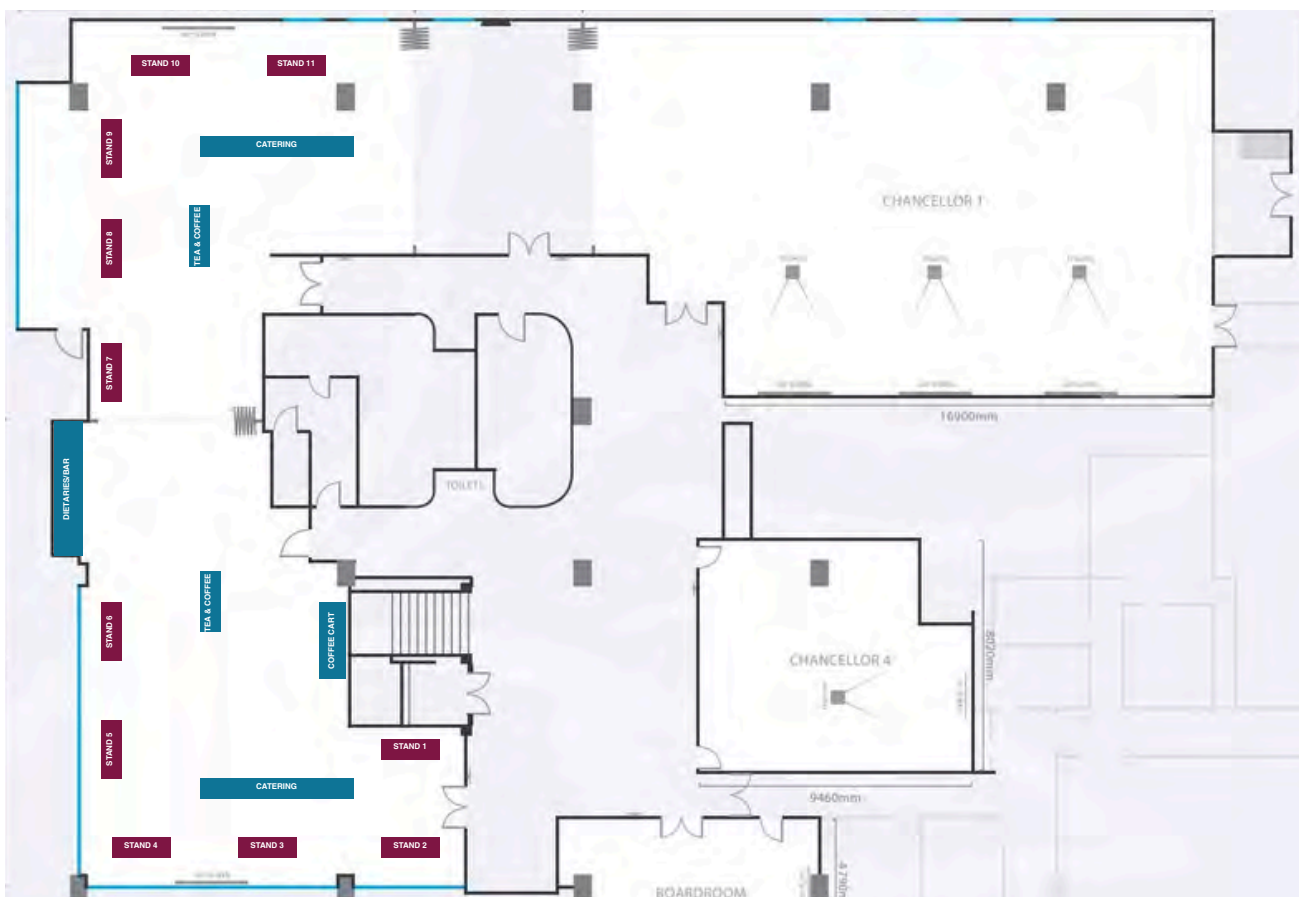 STAND 10
STAND 11
STAND 9
CATERING
CHANCELLOR 1
STAND 8
TEA & COFFEE
STAND 7
16900mm
DIETARIES/BAR
TOILETS
STAND 6
TEA & COFFEE
COFFEE CART
8020mm
CHANCELLOR 4
STAND 5
STAND 1
CATERING
9460mm
STAND 4
STAND 3
STAND 2
4790m
BOARDROOM